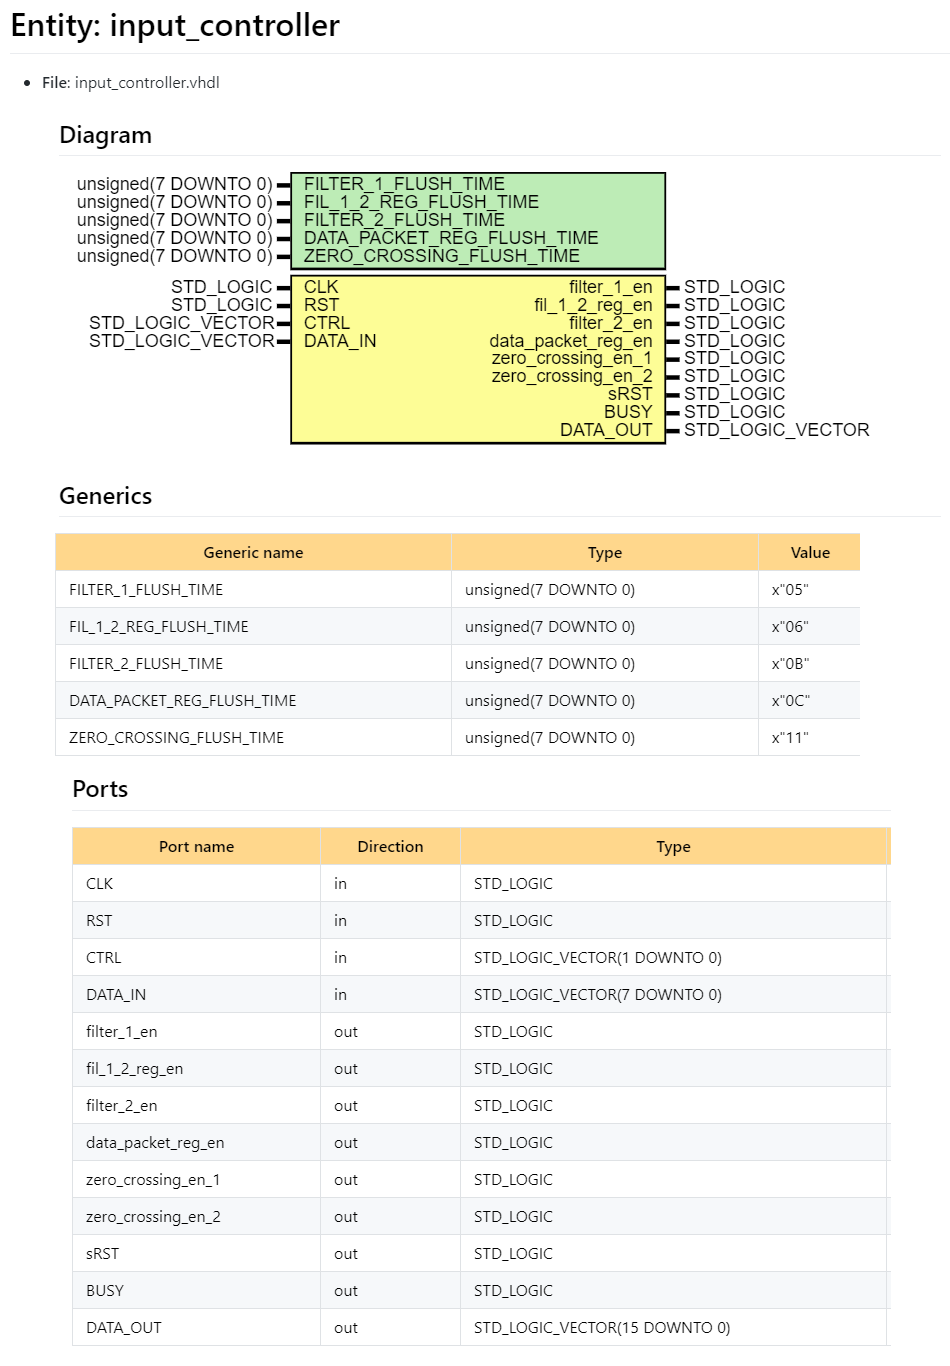 Entity: input_controller
File: input_controller.vhdl
Diagram
unsigned(7 DOWNTO 0) FILTER_1_FLUSH_TIME
unsigned(7 DOWNTO 0) FIL_1_2_REG_FLUSH_TIME
unsigned(7 DOWNTO 0) FILTER_2_FLUSH_TIME
unsigned(7 DOWNTO 0) DATA_PACKET_REG_FLUSH_TIME
unsigned(7 DOWNTO 0) ZERO_CROSSING_FLUSH_TIME
STD_LOGIC CLK filter_1_en STD_LOGIC
STD_LOGIC RST fil_1_2_reg_en STD_LOGIC
STD_LOGIC_VECTOR CTRL filter_2_en STD_LOGIC
STD_LOGIC_VECTOR DATA_IN data_packet_reg_en STD_LOGIC
zero_crossing_en_1 STD_LOGIC
zero_crossing_en_2 STD_LOGIC
sRST STD_LOGIC
BUSY STD_LOGIC
DATA_OUT STD_LOGIC_VECTOR
Generics
Generic name Type Value
FILTER_1_FLUSH_TIME unsigned(7 DOWNTO 0) x"05"
FIL_1_2_REG_FLUSH_TIME unsigned(7 DOWNTO 0) x"06"
FILTER_2_FLUSH_TIME unsigned(7 DOWNTO 0) x"0B"
DATA_PACKET_REG_FLUSH_TIME unsigned(7 DOWNTO 0) x"0C"
ZERO_CROSSING_FLUSH_TIME unsigned(7 DOWNTO 0) x"11"
Ports
Port name Direction Type
CLK in STD_LOGIC
RST in STD_LOGIC
CTRL in STD_LOGIC_VECTOR(1 DOWNTO 0)
DATA_IN in STD_LOGIC_VECTOR(7 DOWNTO 0)
filter_1_en out STD_LOGIC
fil_1_2_reg_en out STD_LOGIC
filter_2_en out STD_LOGIC
data_packet_reg_en out STD_LOGIC
zero_crossing_en_1 out STD_LOGIC
zero_crossing_en_2 out STD_LOGIC
sRST out STD_LOGIC
BUSY out STD_LOGIC
DATA_OUT out STD_LOGIC_VECTOR(15 DOWNTO 0)